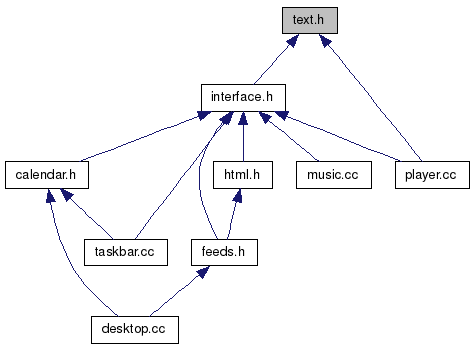 text.h
interface.h
calendar.h
html.h
music.cc
player.cc
taskbar.cc
feeds.h
desktop.cc